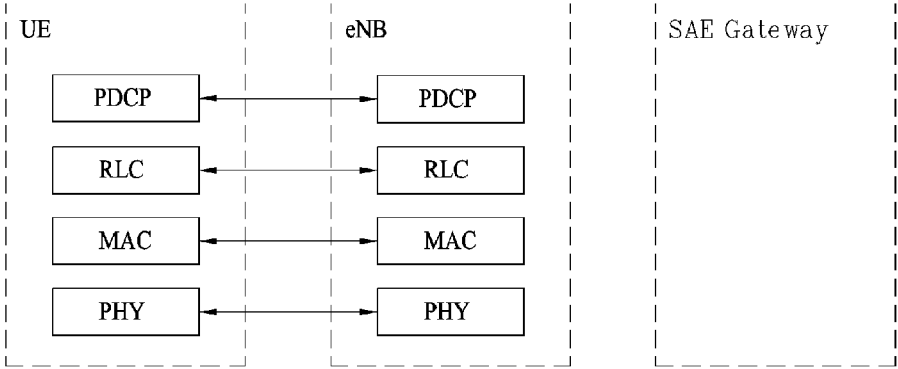 UE eNB SAE Gateway
PDCP PDCP
RLC RLC
MAC MAC
PHY PHY